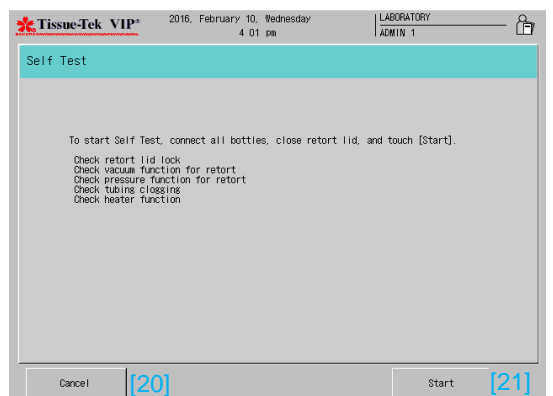 Tissue-Tek VIP®
2016, February 10, Wednesday
4 01 pm
LABORATORY
ADMIN 1
Self Test
To start Self Test, connect all bottles, close retort lid, and touch [Start].
Check retort lid lock
Check vacuum function for retort
Check pressure function for retort
Check tubing clogging
Check heater function
Cancel [20]
Start [21]